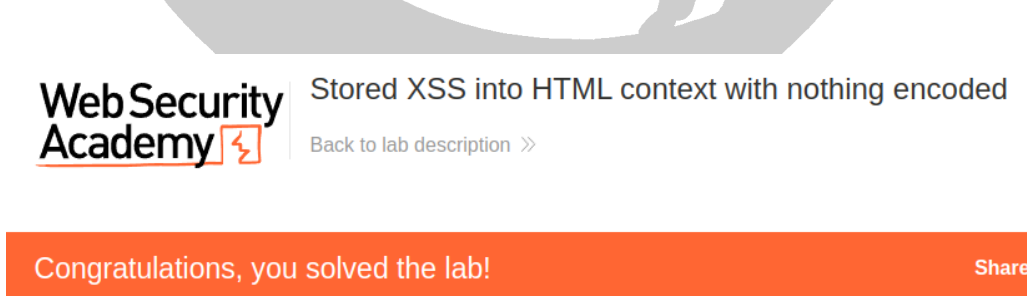 Web Security
Academy
Stored XSS into HTML context with nothing encoded
Back to lab description
Congratulations, you solved the lab!
Share